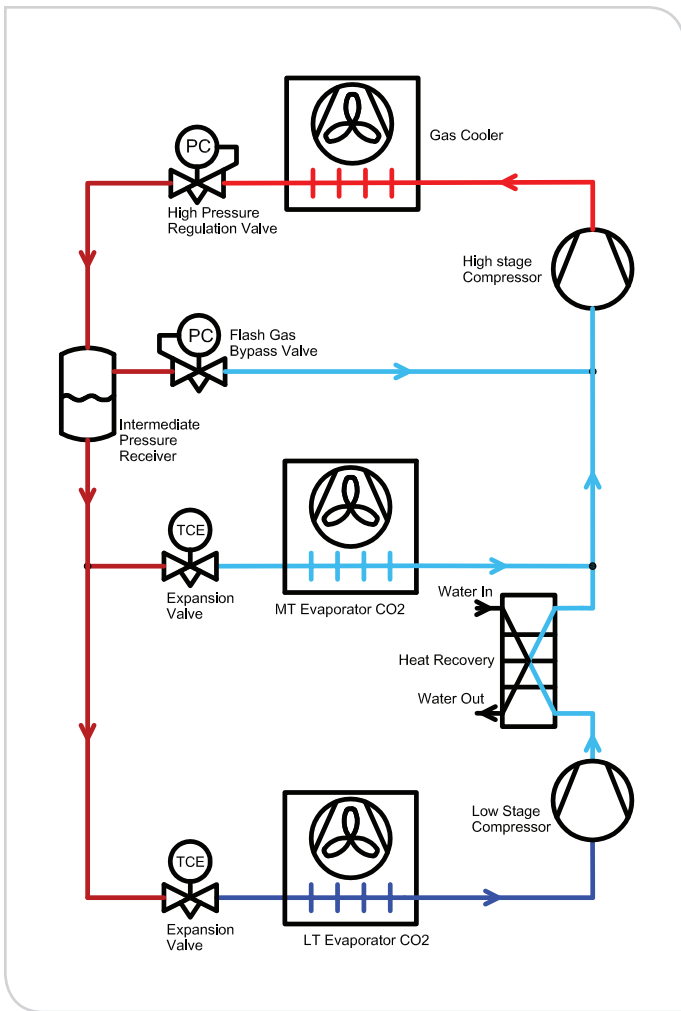 Gas Cooler
PC
High Pressure
Regulation Valve
High stage
Compressor
PC
Flash Gas
Bypass Valve
Intermediate
Pressure
Receiver
TCE
Expansion
Valve
MT Evaporator CO2
Water In
Heat Recovery
Water Out
Low Stage
Compressor
TCE
Expansion
Valve
LT Evaporator CO2